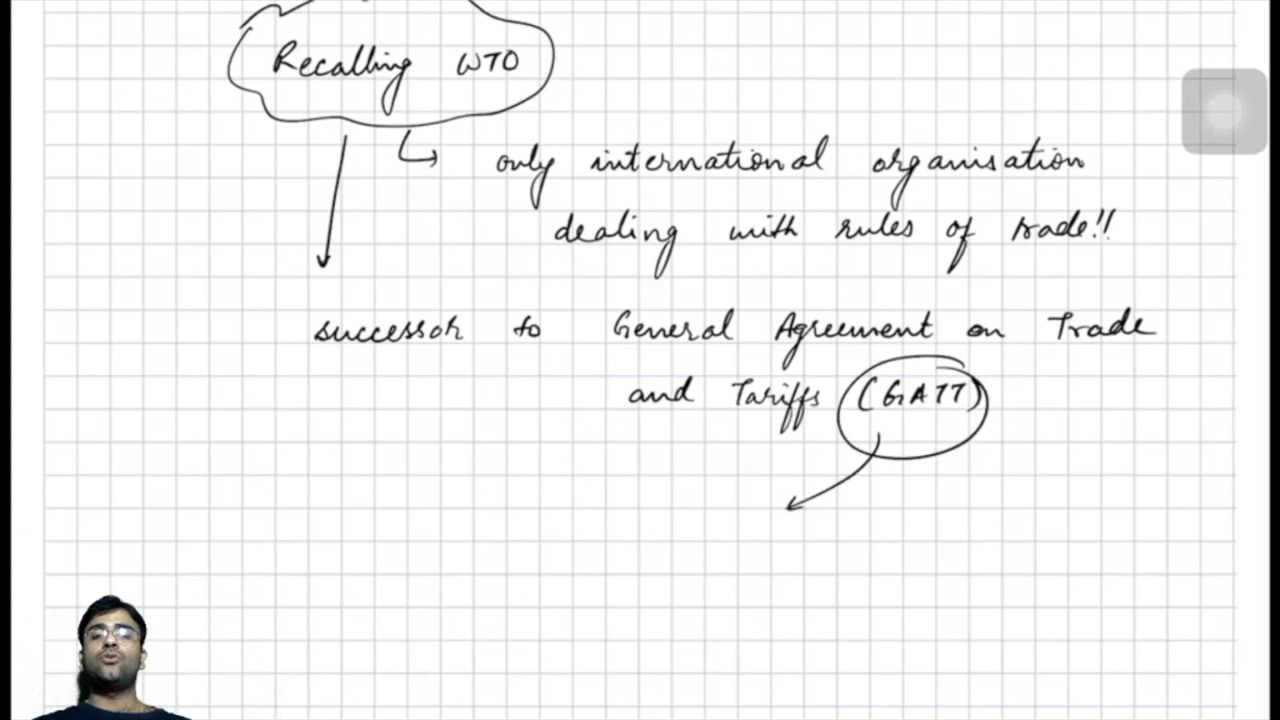 Recalling WTO
only international organisation
dealing with rules of trade!!
successor to General Agreement on Trade
and Tariffs (GATT)